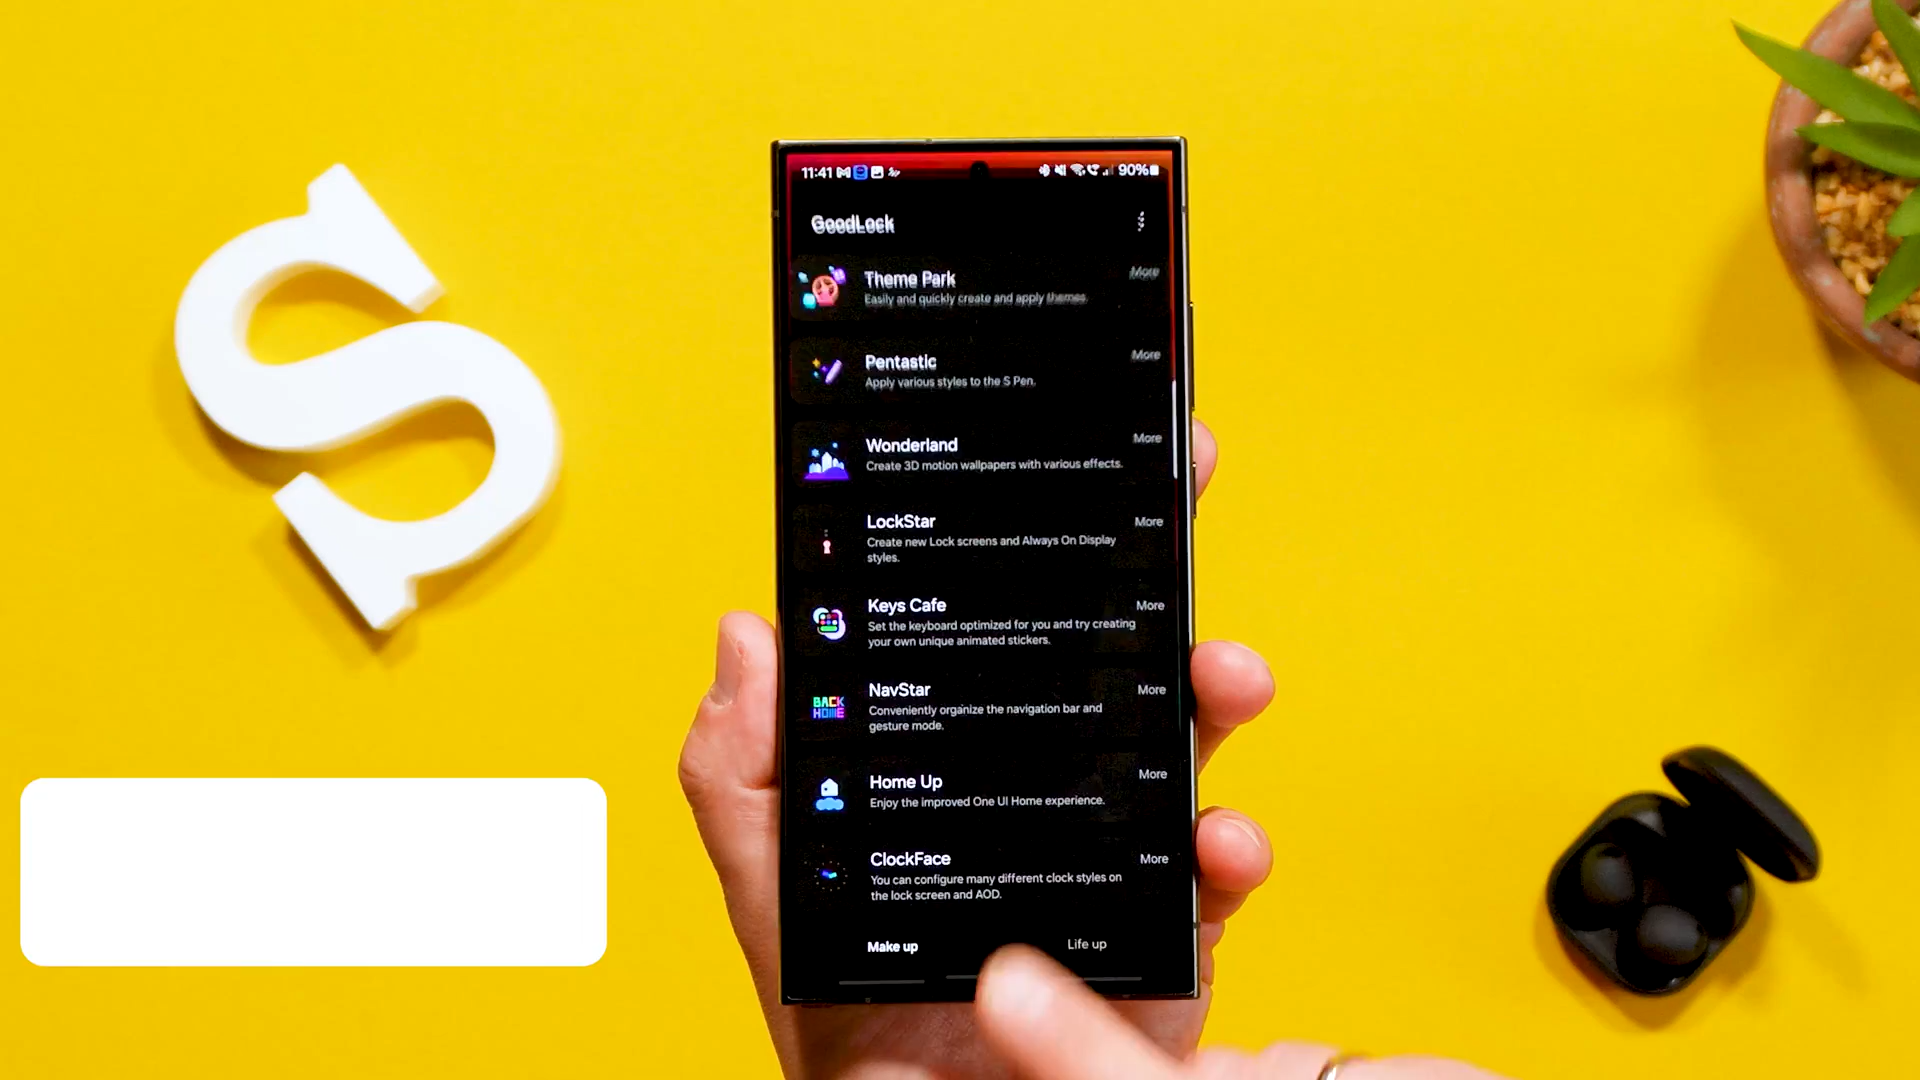 S
11:41
90%
GoodLock
Theme Park
More
Easily and quickly create and apply themes.
Pentastic
More
Apply various styles to the S Pen.
Wonderland
More
Create 3D motion wallpapers with various effects.
LockStar
More
Create new Lock screens and Always On Display
styles.
Keys Cafe
More
Set the keyboard optimized for you and try creating
your own unique animated stickers.
BACK
HOME
NavStar
More
Conveniently organize the navigation bar and
gesture mode.
Home Up
More
Enjoy the improved One UI Home experience.
ClockFace
More
You can configure many different clock styles on
the lock screen and AOD.
Make up
Life up